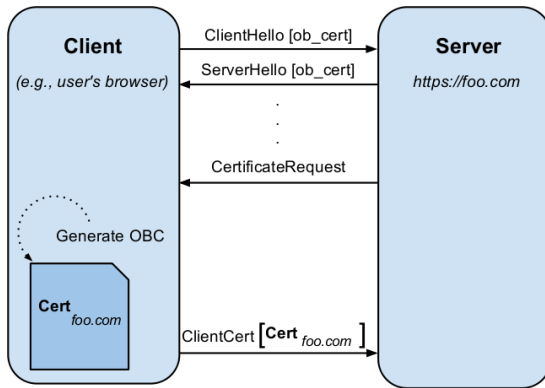 Client
(e.g., user's browser)
ClientHello [ob_cert]
ServerHello [ob_cert]
.
.
.
CertificateRequest
Server
https://foo.com
Generate OBC
Cert foo.com
ClientCert [Cert foo.com]